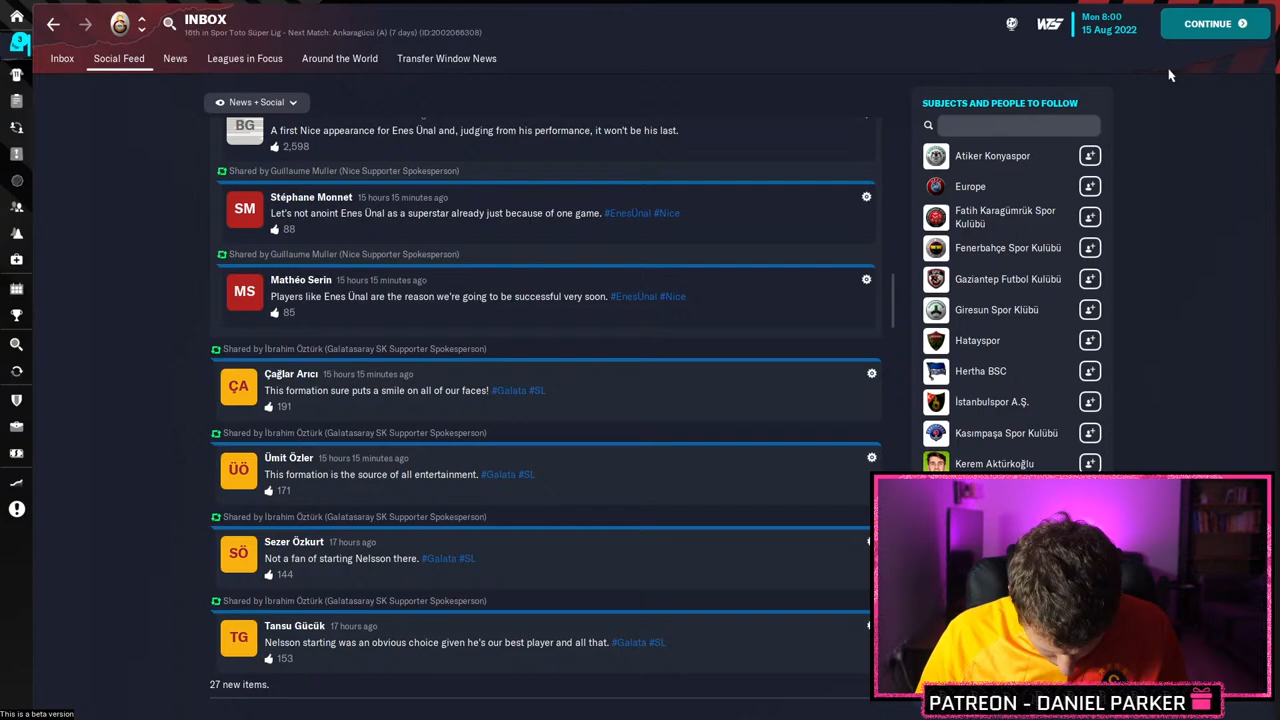 INBOX
16th in Spor Toto Süper Lig - Next Match: Ankaragücü (A) (7 days) (ID:2002066308)
Mon 8:00
15 Aug 2022
CONTINUE
3
Inbox
Social Feed
News
Leagues in Focus
Around the World
Transfer Window News
News + Social
BG
A first Nice appearance for Enes Ünal and, judging from his performance, it won't be his last.
2,598
Shared by Guillaume Muller (Nice Supporter Spokesperson)
SM
Stéphane Monnet 15 hours 15 minutes ago
Let's not anoint Enes Ünal as a superstar already just because of one game. #EnesÜnal #Nice
88
Shared by Guillaume Muller (Nice Supporter Spokesperson)
MS
Mathéo Serin 15 hours 15 minutes ago
Players like Enes Ünal are the reason we're going to be successful very soon. #EnesÜnal #Nice
85
Shared by İbrahim Öztürk (Galatasaray SK Supporter Spokesperson)
ÇA
Çağlar Arıcı 15 hours 15 minutes ago
This formation sure puts a smile on all of our faces! #Galata #SL
191
Shared by İbrahim Öztürk (Galatasaray SK Supporter Spokesperson)
ÜÖ
Ümit Özler 15 hours 15 minutes ago
This formation is the source of all entertainment. #Galata #SL
171
Shared by İbrahim Öztürk (Galatasaray SK Supporter Spokesperson)
SÖ
Sezer Özkurt 17 hours ago
Not a fan of starting Nelsson there. #Galata #SL
144
Shared by İbrahim Öztürk (Galatasaray SK Supporter Spokesperson)
TG
Tansu Gücük 17 hours ago
Nelsson starting was an obvious choice given he's our best player and all that. #Galata #SL
153
27 new items.
SUBJECTS AND PEOPLE TO FOLLOW
Atiker Konyaspor
Europe
Fatih Karagümrük Spor
Kulübü
Fenerbahçe Spor Kulübü
Gaziantep Futbol Kulübü
Giresun Spor Klübü
Hatayspor
Hertha BSC
İstanbulspor A.Ş.
Kasımpaşa Spor Kulübü
Kerem Aktürkoğlu
PATREON - DANIEL PARKER
This is a beta version